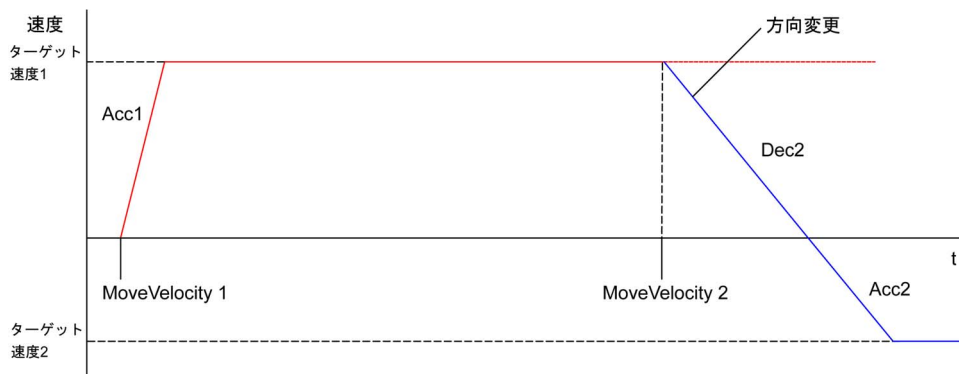 速度
方向変更
ターゲット
速度1
Acc1
Dec2
t
MoveVelocity 1
MoveVelocity 2
Acc2
ターゲット
速度2